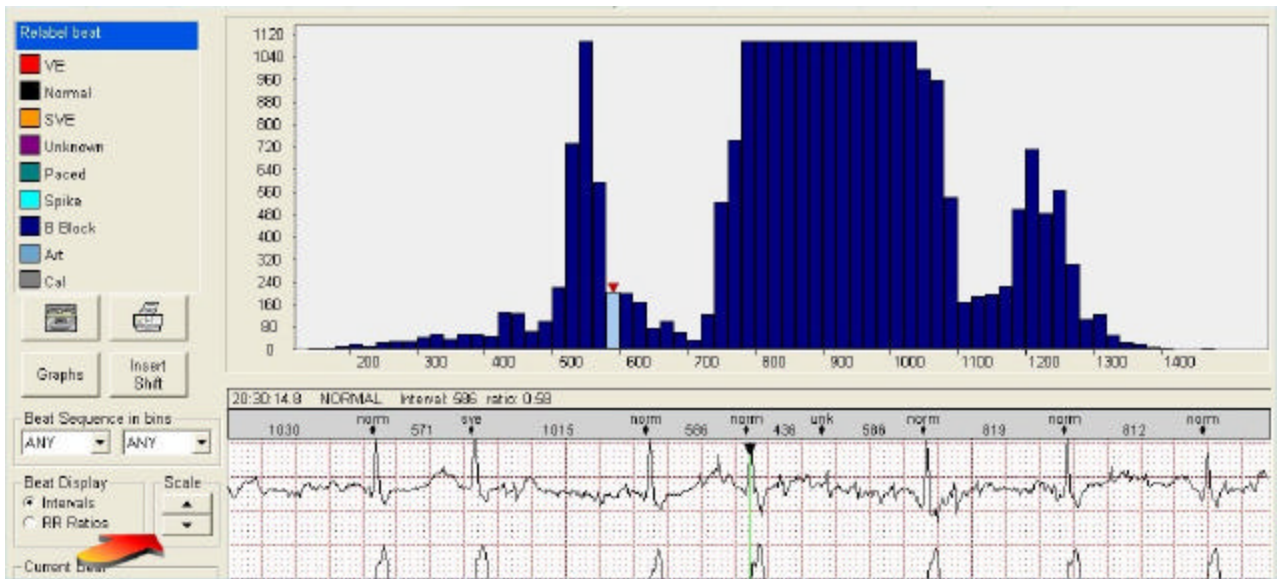 Relabel beat
VE
Normal
SVE
Unknown
Paced
Spike
B Block
Art
Cal
Graphs
Insert
Shift
Beat Sequence in bins
ANY
ANY
Beat Display
Intervals
RR Ratios
Scale
Current Beat
1120
1040
960
880
800
720
640
560
480
400
320
240
160
80
0
200 300 400 500 600 700 800 900 1000 1100 1200 1300 1400
20:30:14.8 NORMAL Interval: 586 ratio: 0.58
norm sve norm norm unk norm norm norm
1030 571 1015 586 436 586 819 812